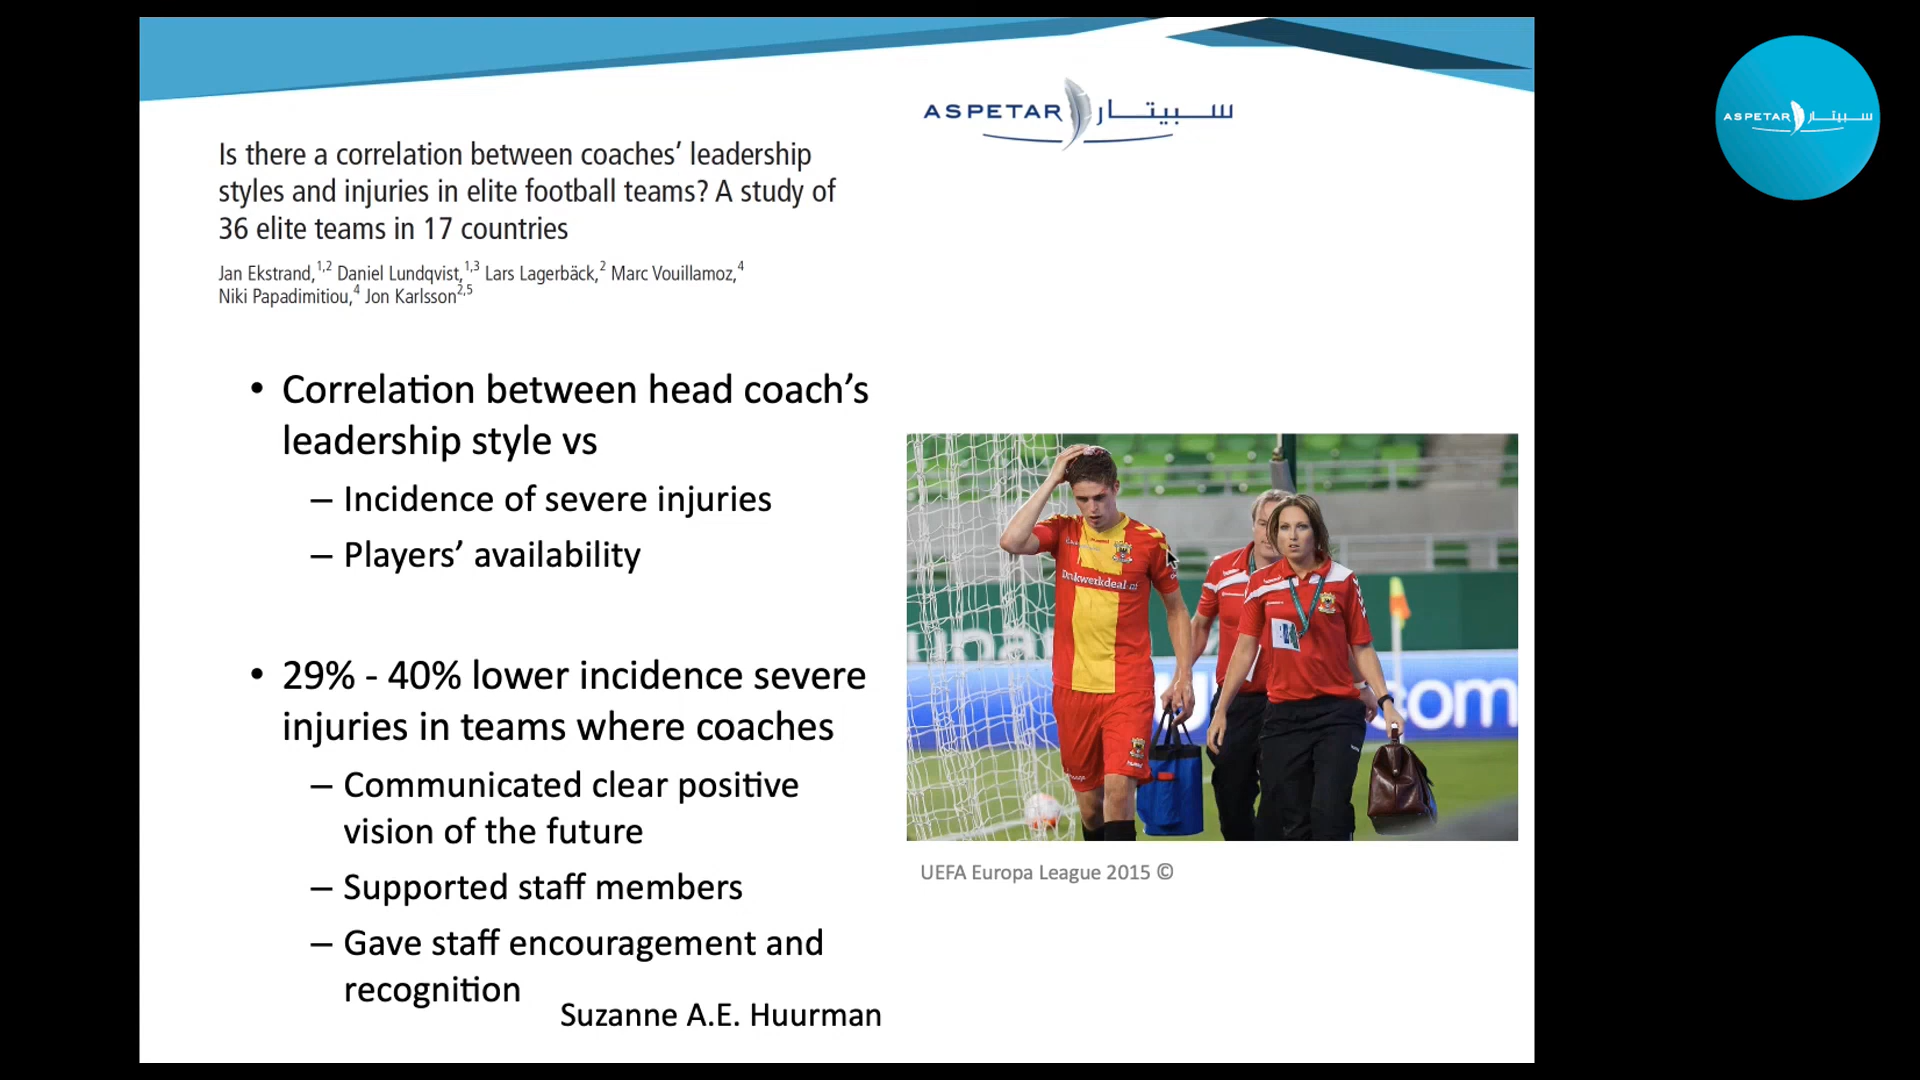 ASPETAR سبيتار
ASPETAR سبيتار
Is there a correlation between coaches’ leadership
styles and injuries in elite football teams? A study of
36 elite teams in 17 countries
Jan Ekstrand,1,2 Daniel Lundqvist,1,3 Lars Lagerbäck,2 Marc Vouillamoz,4
Niki Papadimitiou,4 Jon Karlsson2,5
• Correlation between head coach’s
leadership style vs
– Incidence of severe injuries
– Players’ availability
• 29% - 40% lower incidence severe
injuries in teams where coaches
– Communicated clear positive
vision of the future
– Supported staff members
– Gave staff encouragement and
recognition
Suzanne A.E. Huurman
Drukwerkdeal.nl
com
UEFA Europa League 2015 ©